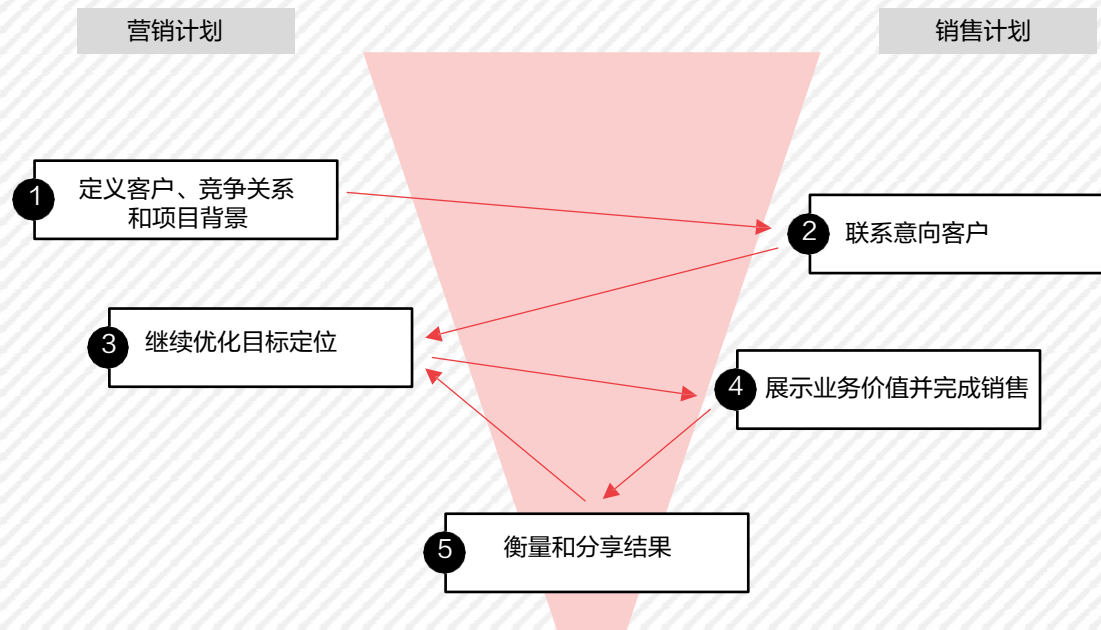 营销计划
销售计划
1
定义客户、竞争关系
和项目背景
2
联系意向客户
3
继续优化目标定位
4
展示业务价值并完成销售
5
衡量和分享结果